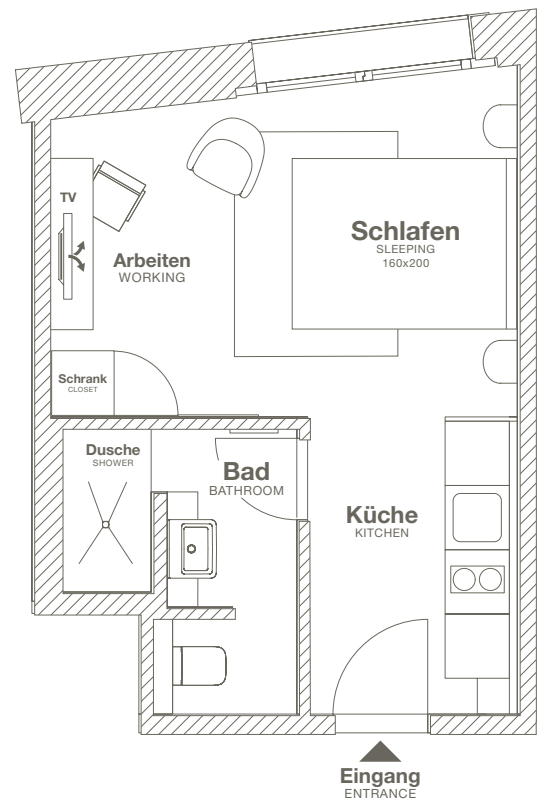 TV
Schlafen
SLEEPING
160x200
Arbeiten
WORKING
Schrank
CLOSET
Dusche
SHOWER
Bad
BATHROOM
Küche
KITCHEN
Eingang
ENTRANCE